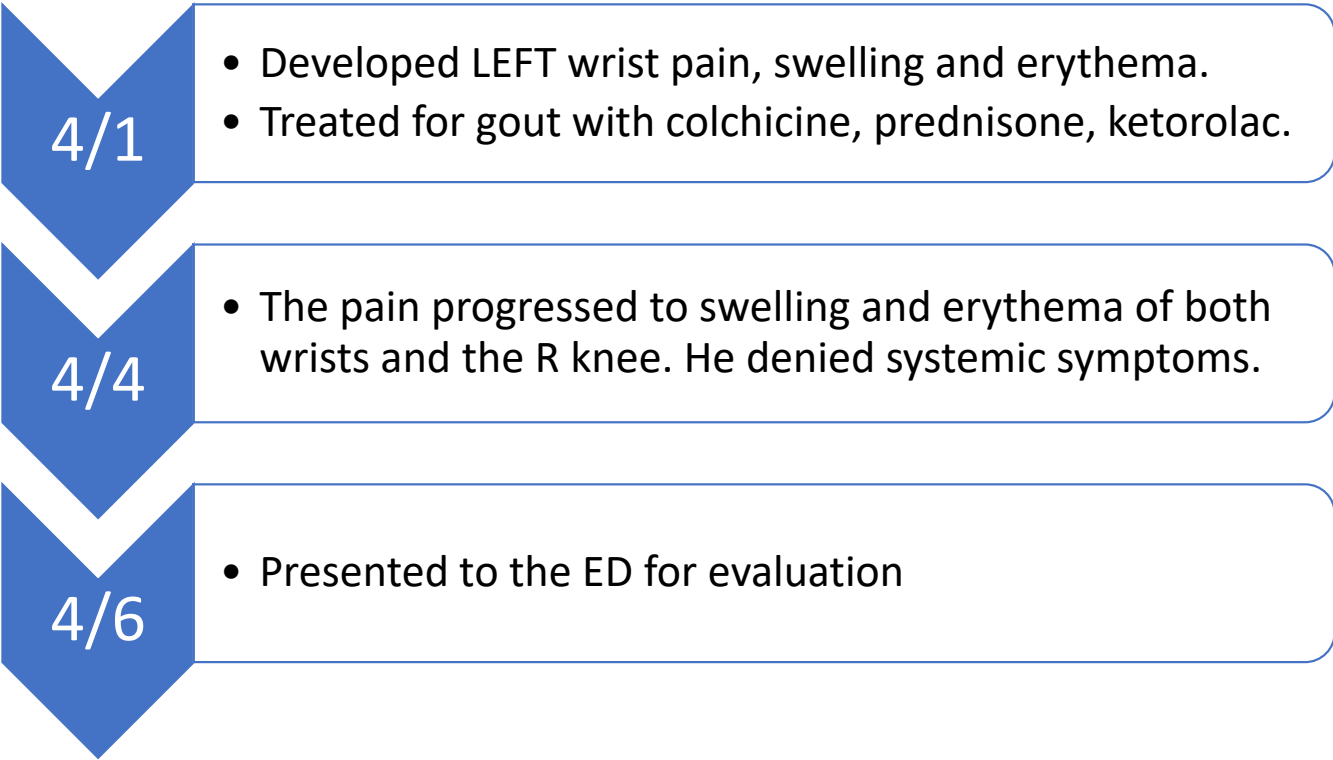 4/1
• Developed LEFT wrist pain, swelling and erythema.
• Treated for gout with colchicine, prednisone, ketorolac.
4/4
• The pain progressed to swelling and erythema of both
wrists and the R knee. He denied systemic symptoms.
4/6
• Presented to the ED for evaluation